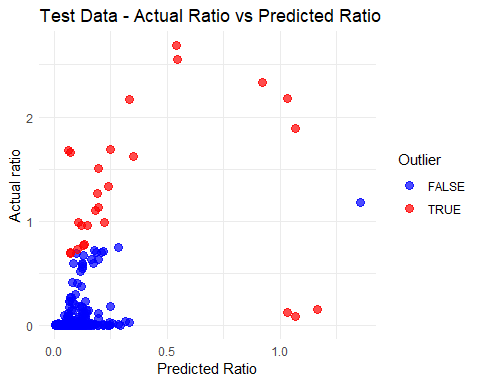 Test Data - Actual Ratio vs Predicted Ratio
Actual ratio
2
1
0
0.0
0.5
1.0
Predicted Ratio
Outlier
FALSE
TRUE